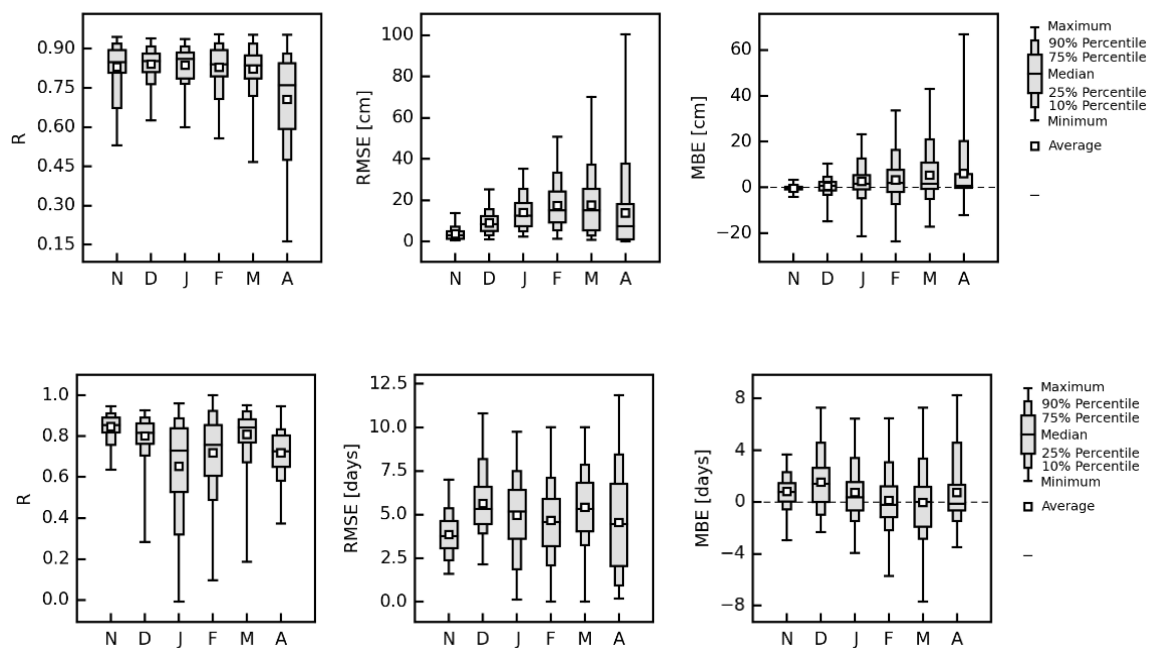 R
0.90
0.75
0.60
0.45
0.30
0.15
N D J F M A
RMSE [cm]
100
80
60
40
20
0
N D J F M A
MBE [cm]
60
40
20
0
−20
N D J F M A
Maximum
90% Percentile
75% Percentile
Median
25% Percentile
10% Percentile
Minimum
Average
R
1.0
0.8
0.6
0.4
0.2
0.0
N D J F M A
RMSE [days]
12.5
10.0
7.5
5.0
2.5
0.0
N D J F M A
MBE [days]
8
4
0
−4
−8
N D J F M A
Maximum
90% Percentile
75% Percentile
Median
25% Percentile
10% Percentile
Minimum
Average